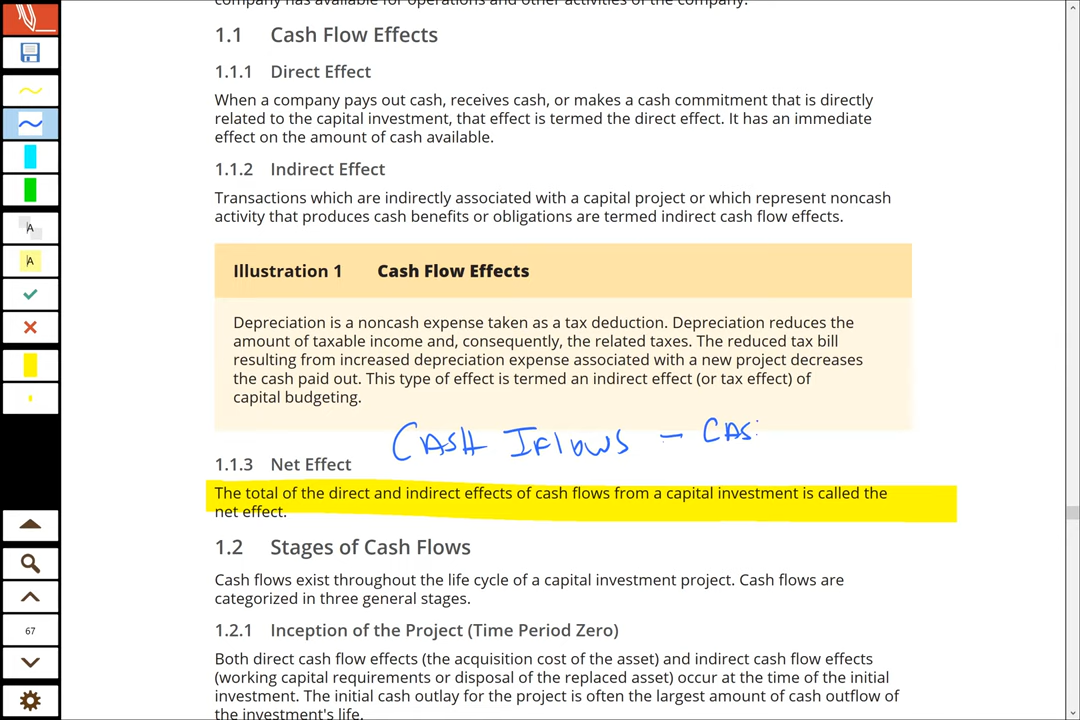 company has available for operations and other activities of the company.
1.1 Cash Flow Effects
1.1.1 Direct Effect
When a company pays out cash, receives cash, or makes a cash commitment that is directly
related to the capital investment, that effect is termed the direct effect. It has an immediate
effect on the amount of cash available.
1.1.2 Indirect Effect
Transactions which are indirectly associated with a capital project or which represent noncash
activity that produces cash benefits or obligations are termed indirect cash flow effects.
Illustration 1 Cash Flow Effects
Depreciation is a noncash expense taken as a tax deduction. Depreciation reduces the
amount of taxable income and, consequently, the related taxes. The reduced tax bill
resulting from increased depreciation expense associated with a new project decreases
the cash paid out. This type of effect is termed an indirect effect (or tax effect) of
capital budgeting.
CASH IFlows – CAS
1.1.3 Net Effect
The total of the direct and indirect effects of cash flows from a capital investment is called the
net effect.
1.2 Stages of Cash Flows
Cash flows exist throughout the life cycle of a capital investment project. Cash flows are
categorized in three general stages.
1.2.1 Inception of the Project (Time Period Zero)
Both direct cash flow effects (the acquisition cost of the asset) and indirect cash flow effects
(working capital requirements or disposal of the replaced asset) occur at the time of the initial
investment. The initial cash outlay for the project is often the largest amount of cash outflow of
the investment's life.
A
A
67